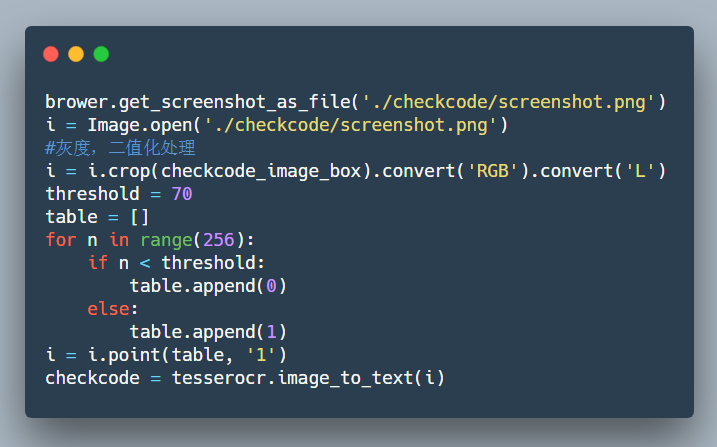 brower.get_screenshot_as_file('./checkcode/screenshot.png')
i = Image.open('./checkcode/screenshot.png')
#灰度，二值化处理
i = i.crop(checkcode_image_box).convert('RGB').convert('L')
threshold = 70
table = []
for n in range(256):
    if n < threshold:
        table.append(0)
    else:
        table.append(1)
i = i.point(table, '1')
checkcode = tesserocr.image_to_text(i)